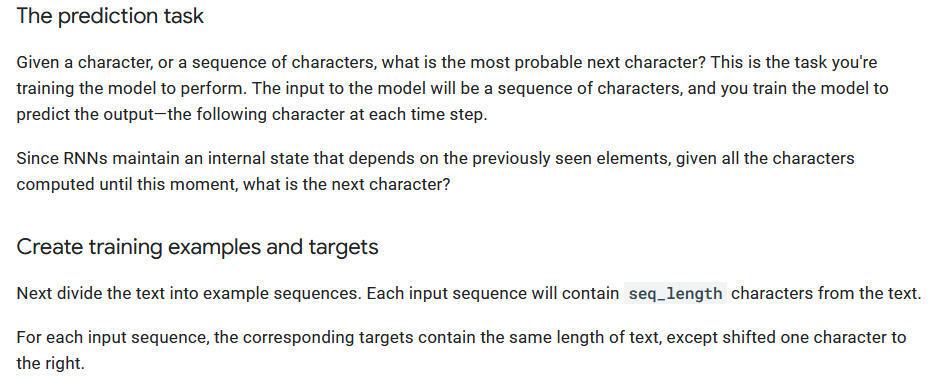 The prediction task
Given a character, or a sequence of characters, what is the most probable next character? This is the task you're
training the model to perform. The input to the model will be a sequence of characters, and you train the model to
predict the output—the following character at each time step.
Since RNNs maintain an internal state that depends on the previously seen elements, given all the characters
computed until this moment, what is the next character?
Create training examples and targets
Next divide the text into example sequences. Each input sequence will contain seq_length characters from the text.
For each input sequence, the corresponding targets contain the same length of text, except shifted one character to
the right.